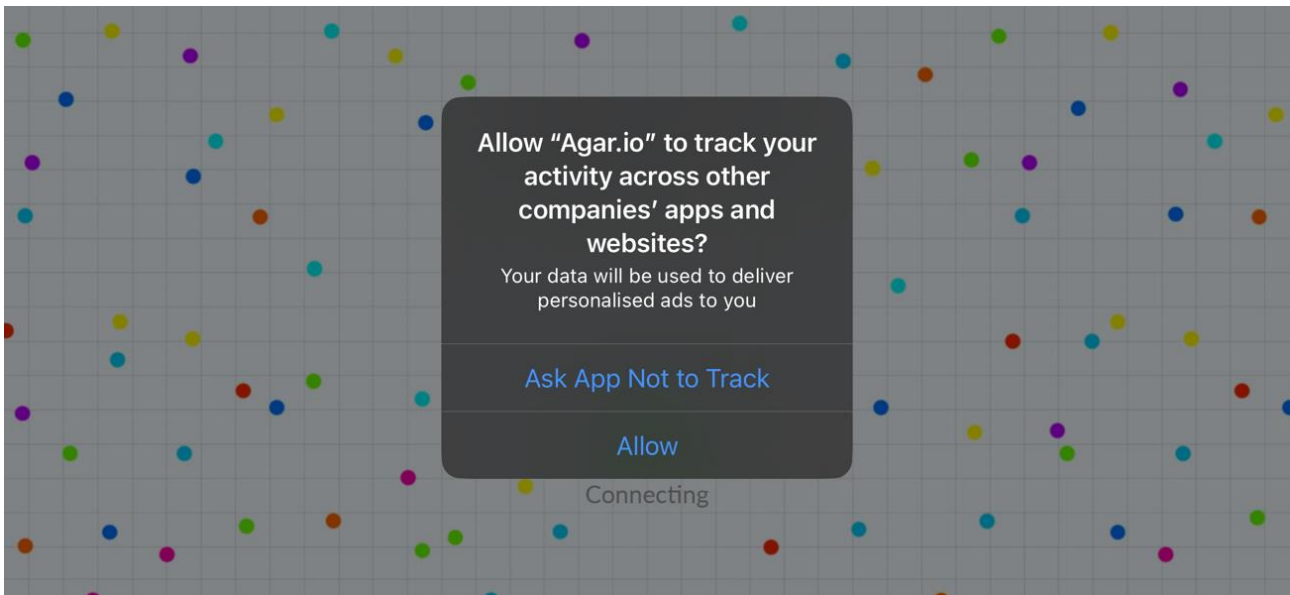 Allow “Agar.io” to track your
activity across other
companies’ apps and
websites?
Your data will be used to deliver
personalised ads to you
Ask App Not to Track
Allow
Connecting